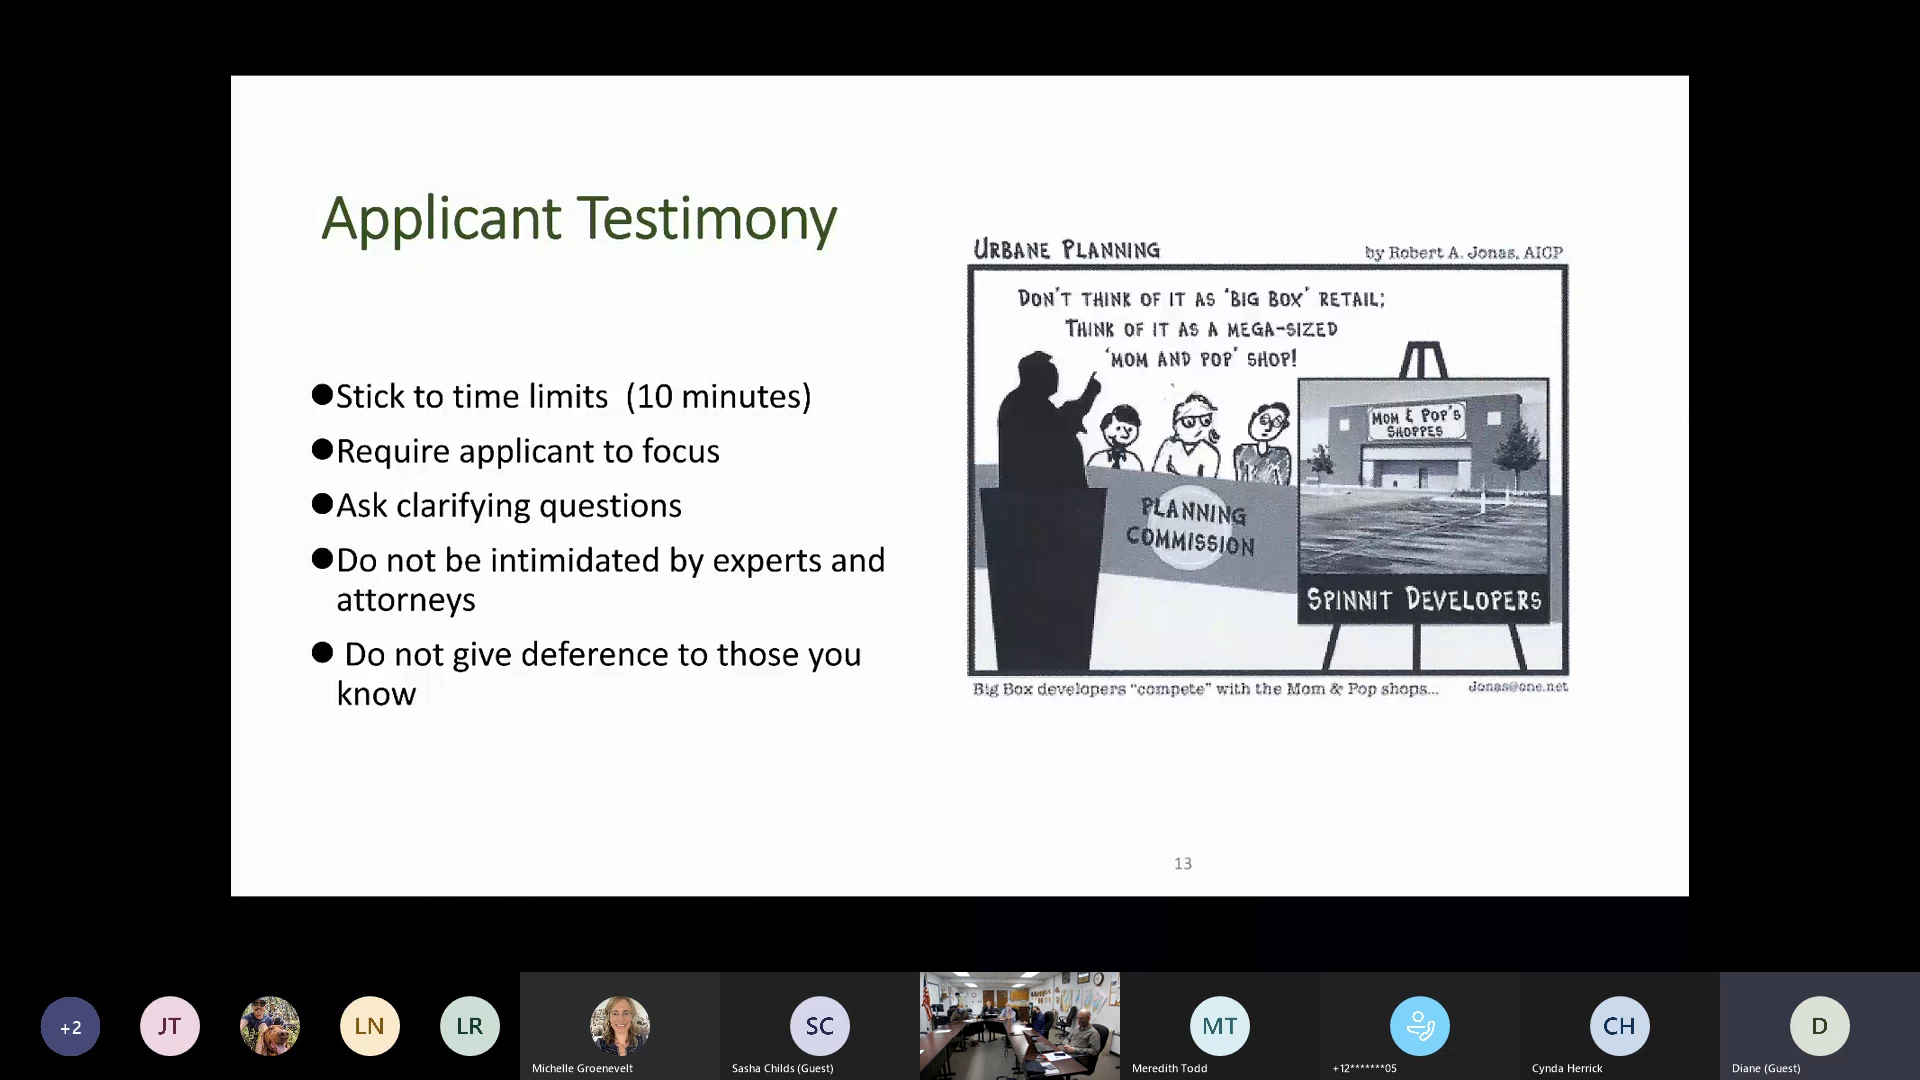 Applicant Testimony
●Stick to time limits (10 minutes)
●Require applicant to focus
●Ask clarifying questions
●Do not be intimidated by experts and
attorneys
● Do not give deference to those you
know
URBANE PLANNING
by Robert A. Jonas, AICP
DON'T THINK OF IT AS 'BIG BOX' RETAIL;
THINK OF IT AS A MEGA-SIZED
'MOM AND POP' SHOP!
MOM & POP'S
SHOPPES
PLANNING
COMMISSION
SPINNIT DEVELOPERS
Big Box developers "compete" with the Mom & Pop shops...
jonas@one.net
13
+2
JT
LN
LR
Michelle Groenevelt
SC
Sasha Childs (Guest)
MT
Meredith Todd
+12*******05
CH
Cynda Herrick
D
Diane (Guest)